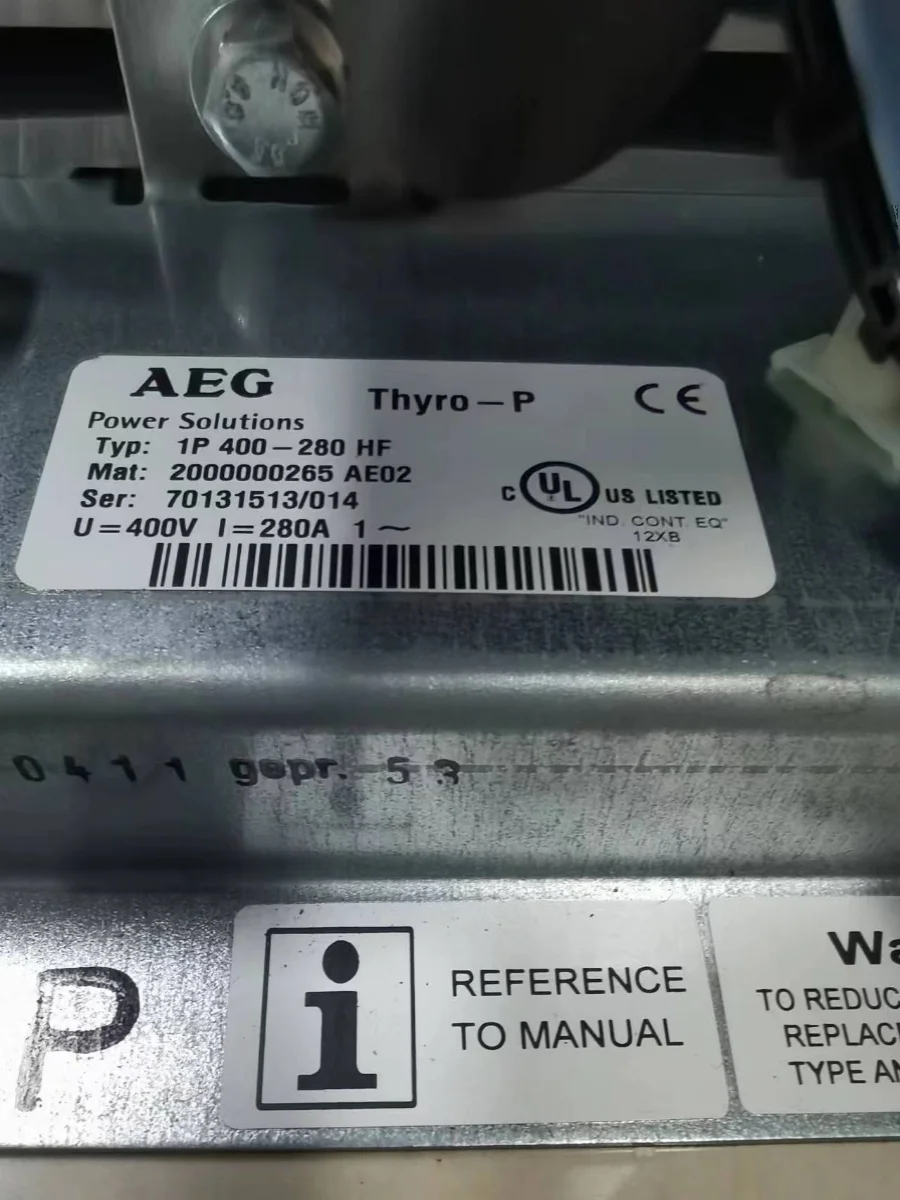 AEG
Power Solutions
Thyro-P
CE
Typ: 1P 400-280 HF
Mat: 2000000265 AE02
Ser: 70131513/014
U=400V I=280A 1~
C UL US LISTED
"IND. CONT. EQ"
12XB
0411 gepr. 53
P
i
REFERENCE
TO MANUAL
Wa
TO REDUC
REPLAC
TYPE AN